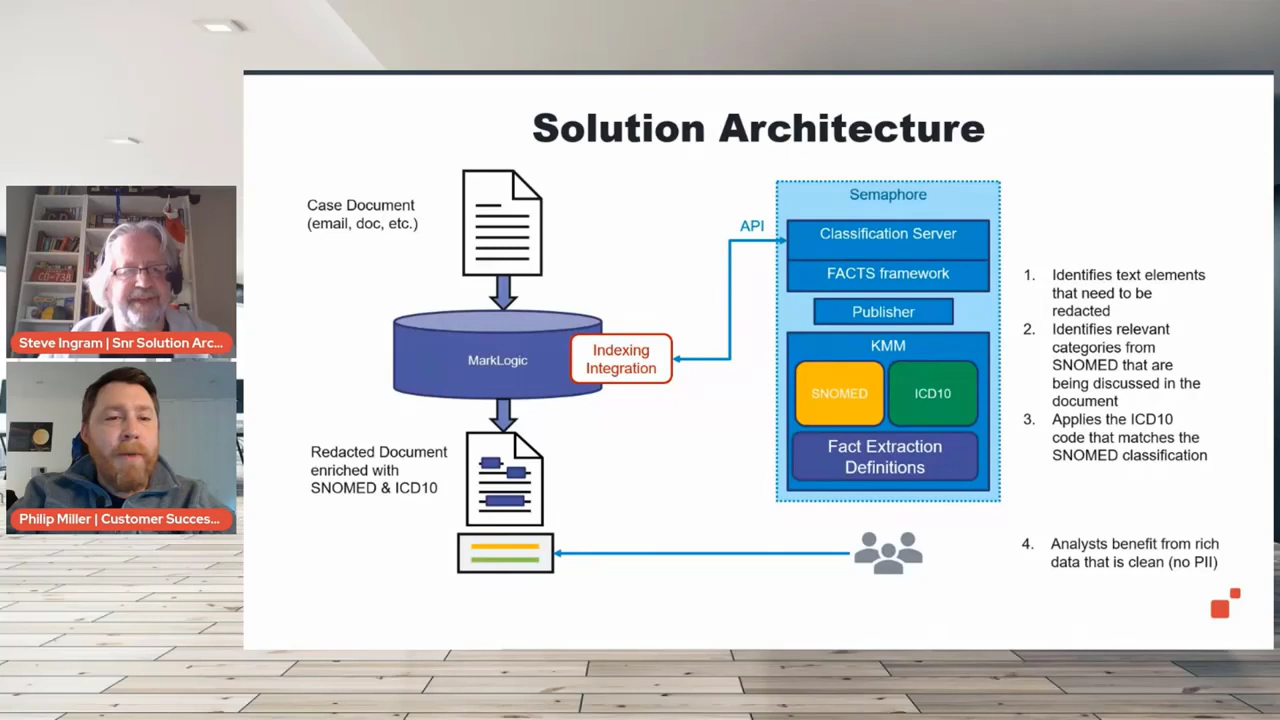 Solution Architecture
Case Document
(email, doc, etc.)
MarkLogic
Indexing
Integration
Redacted Document
enriched with
SNOMED & ICD10
API
Semaphore
Classification Server
FACTS framework
Publisher
KMM
SNOMED
ICD10
Fact Extraction
Definitions
1. Identifies text elements
that need to be
redacted
2. Identifies relevant
categories from
SNOMED that are
being discussed in the
document
3. Applies the ICD10
code that matches the
SNOMED classification
4. Analysts benefit from rich
data that is clean (no PII)
Steve Ingram | Snr Solution Arc...
Philip Miller | Customer Succes...